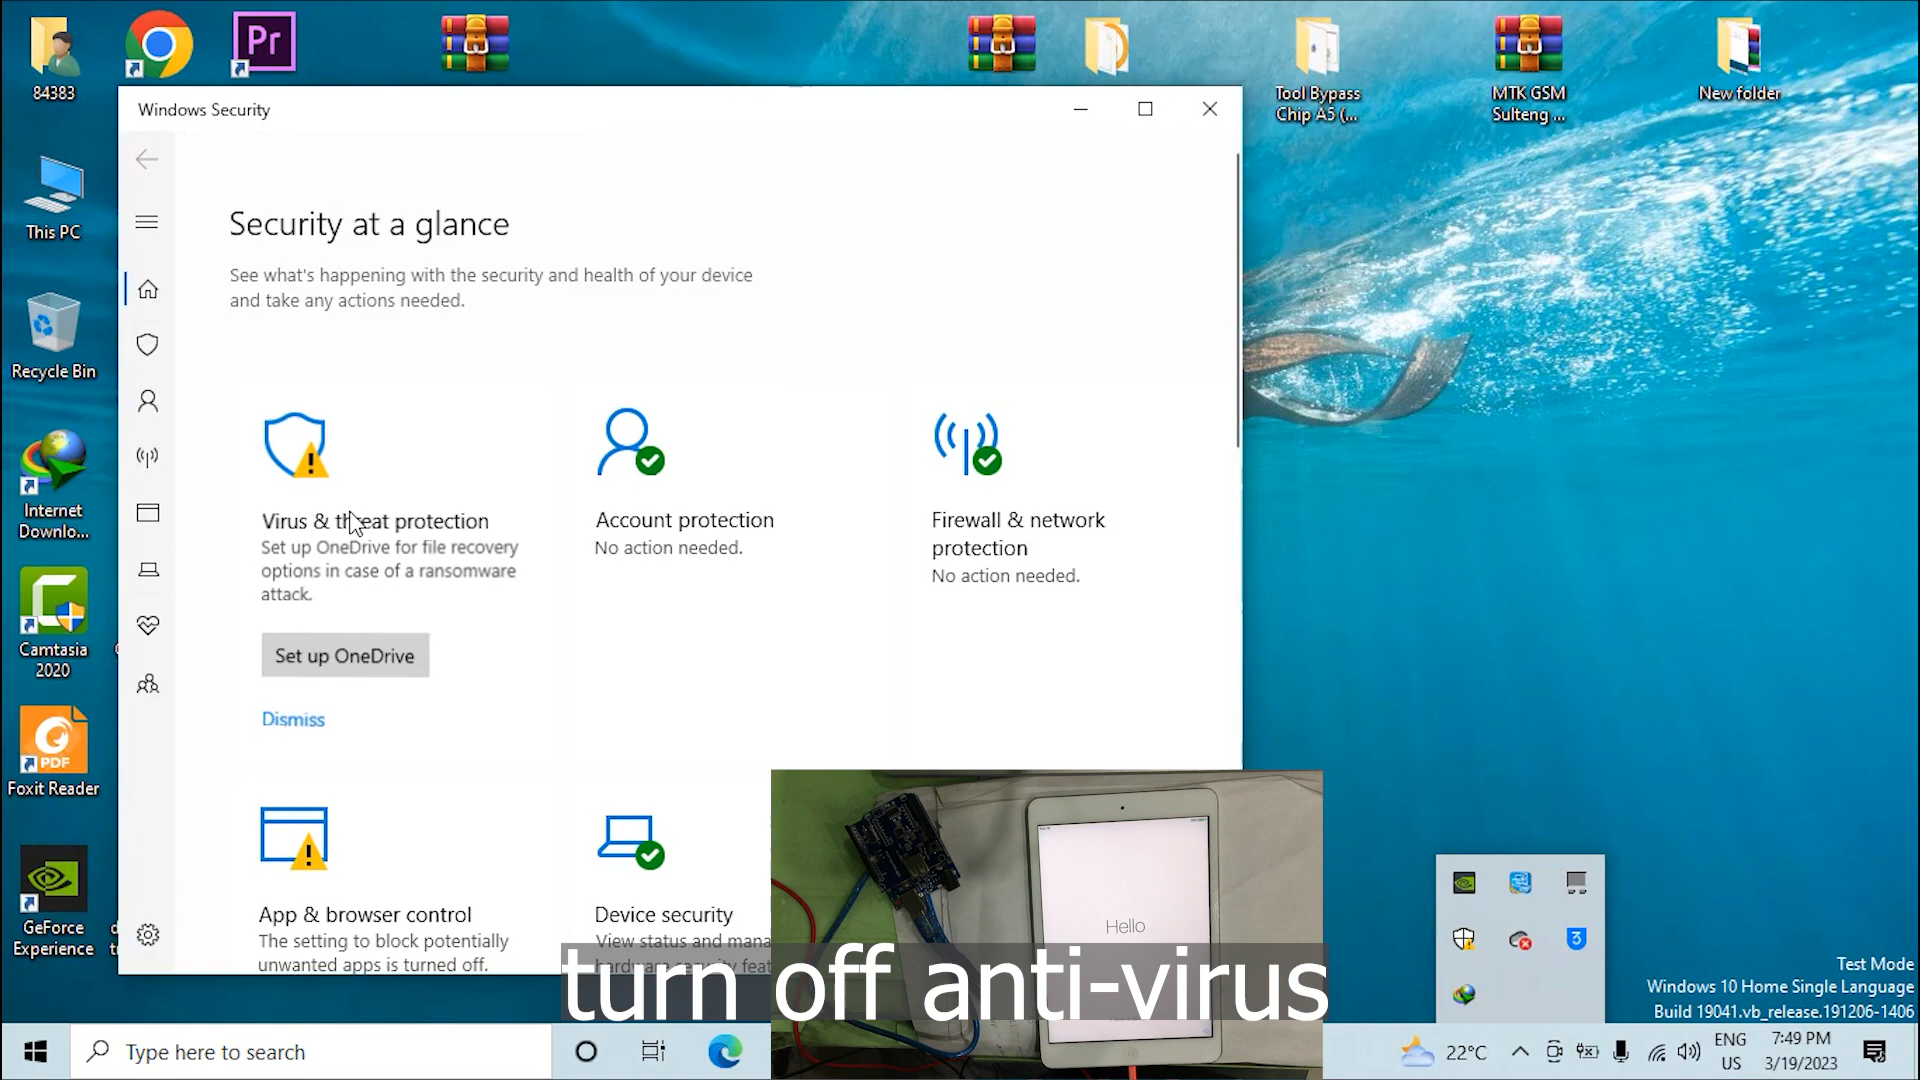 84383
Pr
Tool Bypass
Chip A5 (...
MTK GSM
Sulteng ...
New folder
Windows Security
This PC
Recycle Bin
Internet
Downlo...
Camtasia
2020
PDF
Foxit Reader
GeForce
Experience
Security at a glance
See what's happening with the security and health of your device
and take any actions needed.
Virus & threat protection
Set up OneDrive for file recovery
options in case of a ransomware
attack.
Set up OneDrive
Dismiss
Account protection
No action needed.
Firewall & network
protection
No action needed.
App & browser control
The setting to block potentially
unwanted apps is turned off.
Device security
View status and mana
hardware security feat
Hello
turn off anti-virus
Test Mode
Windows 10 Home Single Language
Build 19041.vb_release.191206-1406
Type here to search
22°C
ENG
US
7:49 PM
3/19/2023